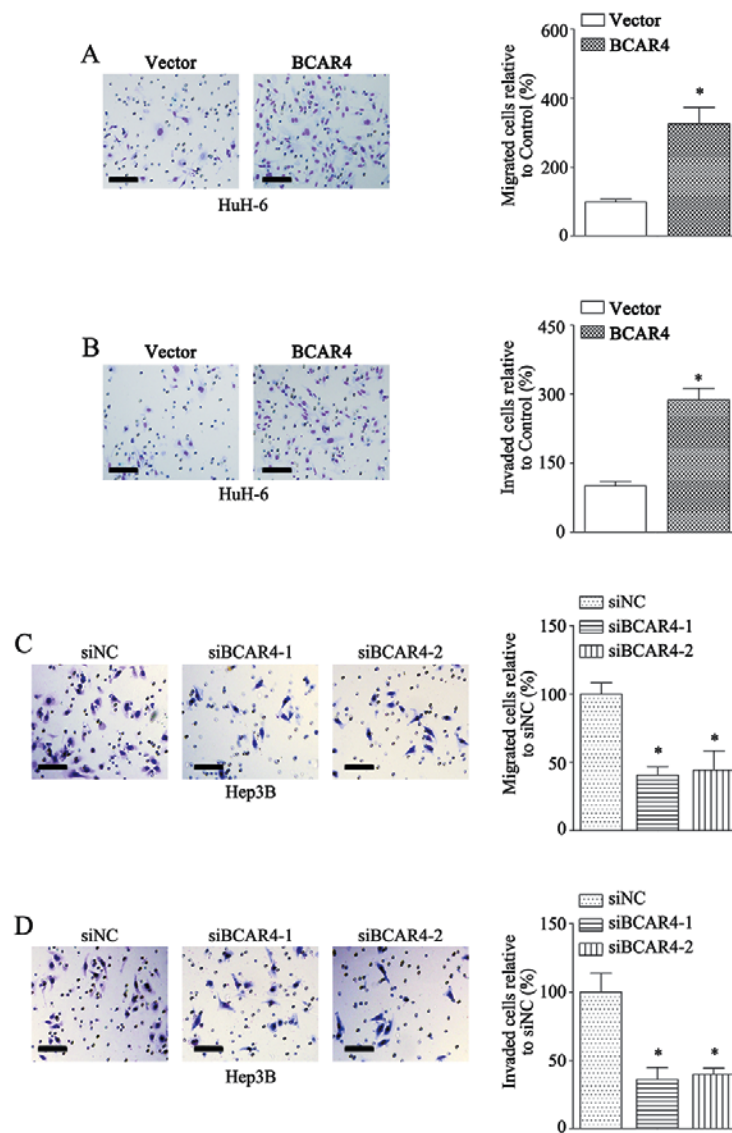 A
Vector
BCAR4
HuH-6
Vector
BCAR4
Migrated cells relative
to Control (%)
600
400
200
0
*
B
Vector
BCAR4
HuH-6
Vector
BCAR4
Invaded cells relative
to Control (%)
450
300
150
0
*
C
siNC
siBCAR4-1
siBCAR4-2
Hep3B
siNC
siBCAR4-1
siBCAR4-2
Migrated cells relative
to siNC (%)
150
100
50
0
*
*
D
siNC
siBCAR4-1
siBCAR4-2
Hep3B
siNC
siBCAR4-1
siBCAR4-2
Invaded cells relative
to siNC (%)
150
100
50
0
*
*